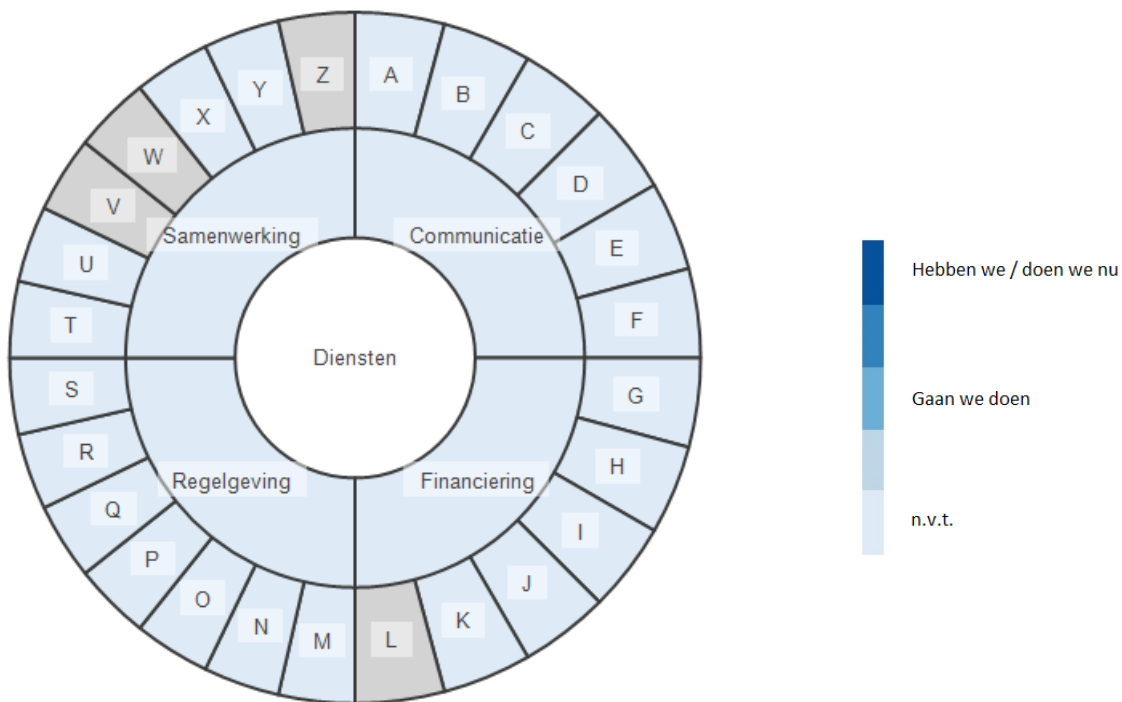 Z
A
Y
B
X
C
W
D
V
Samenwerking
Communicatie
E
U
F
T
Diensten
S
G
R
H
Regelgeving
Financiering
Q
I
P
J
O
K
N
L
M
Hebben we / doen we nu
Gaan we doen
n.v.t.